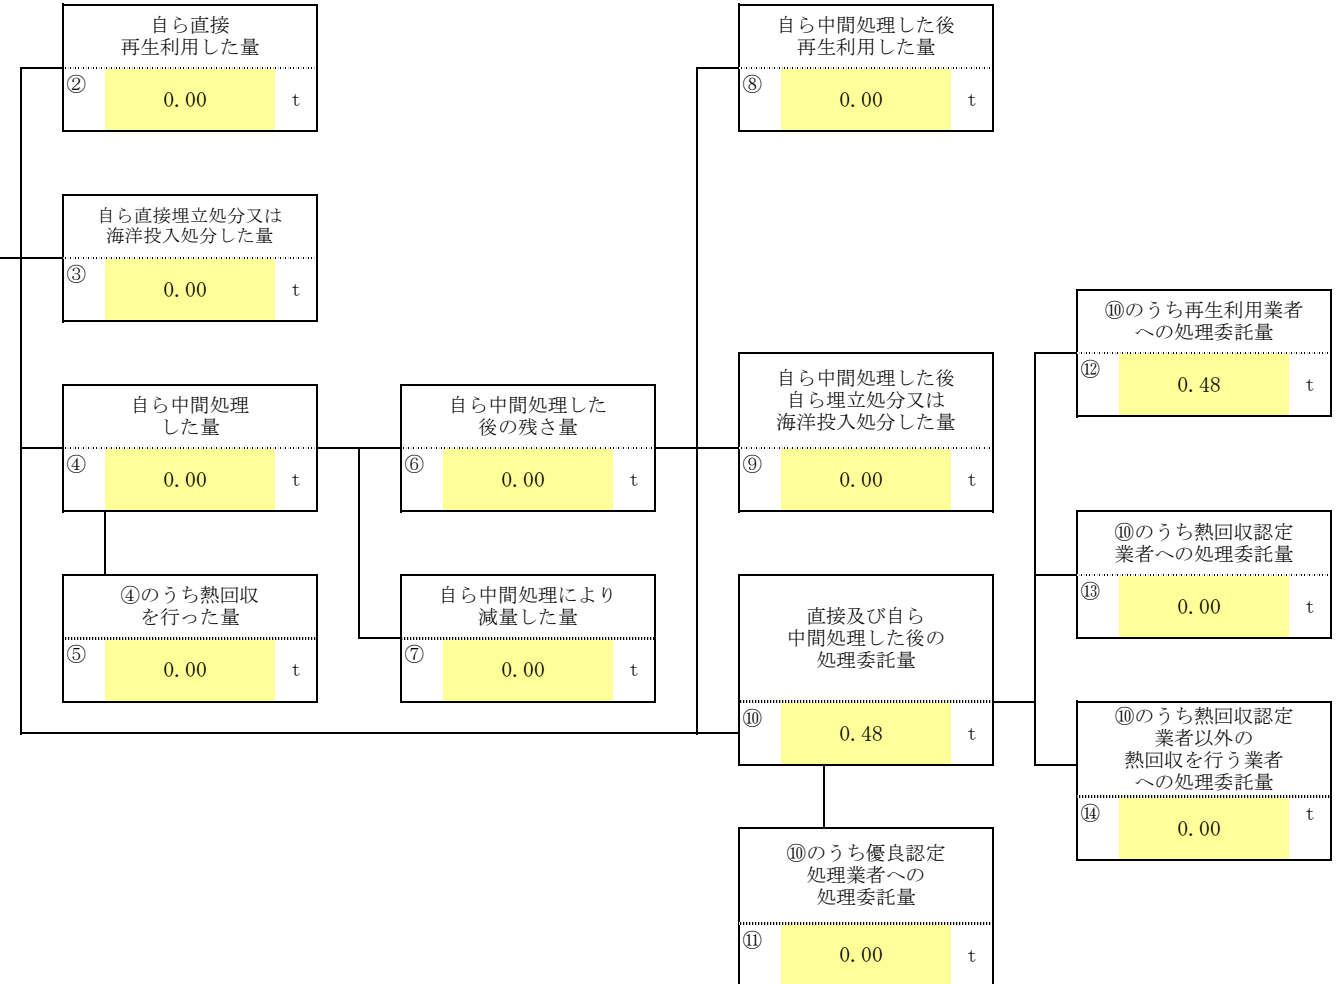 自ら直接
再生利用した量
②
0.00
t
自ら中間処理した後
再生利用した量
⑧
0.00
t
自ら直接埋立処分又は
海洋投入処分した量
③
0.00
t
⑩のうち再生利用業者
への処理委託量
⑫
0.48
t
自ら中間処理
した量
④
0.00
t
自ら中間処理した
後の残さ量
⑥
0.00
t
自ら中間処理した後
自ら埋立処分又は
海洋投入処分した量
⑨
0.00
t
⑩のうち熱回収認定
業者への処理委託量
⑬
0.00
t
④のうち熱回収
を行った量
⑤
0.00
t
自ら中間処理により
減量した量
⑦
0.00
t
直接及び自ら
中間処理した後の
処理委託量
⑩
0.48
t
⑩のうち熱回収認定
業者以外の
熱回収を行う業者
への処理委託量
⑭
0.00
t
⑩のうち優良認定
処理業者への
処理委託量
⑪
0.00
t